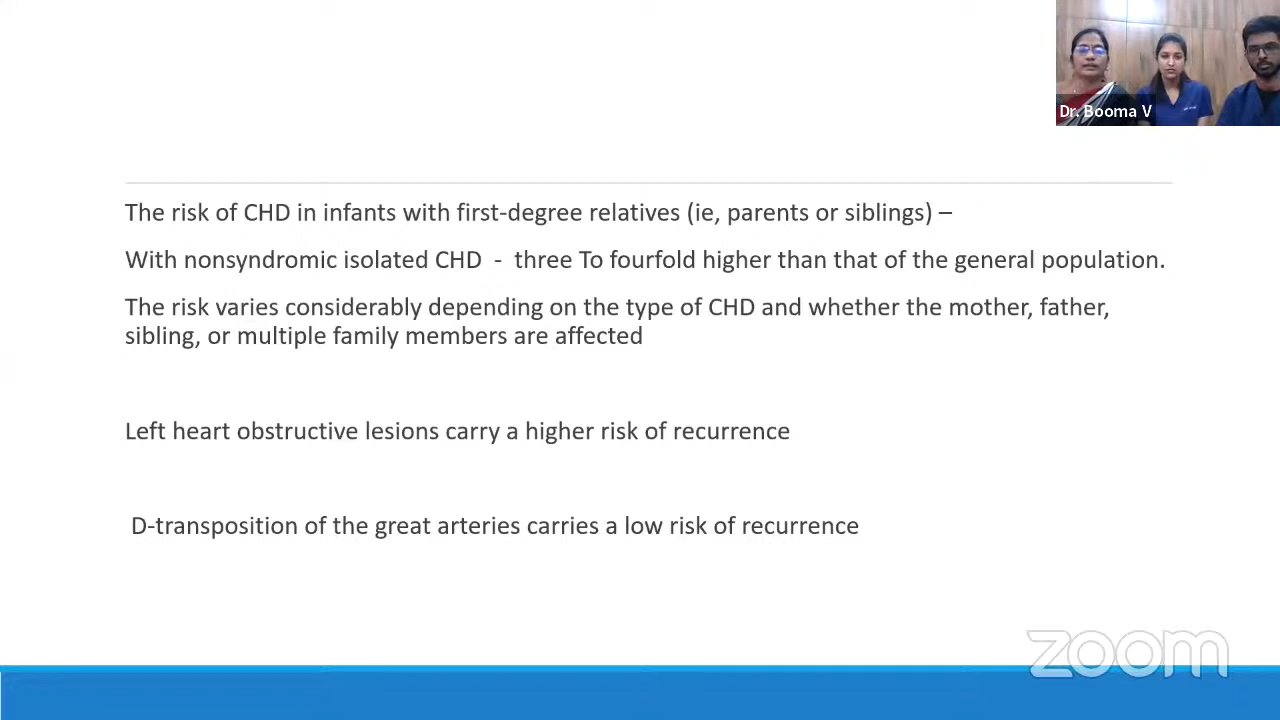 Dr. Booma V
The risk of CHD in infants with first-degree relatives (ie, parents or siblings) –
With nonsyndromic isolated CHD  -  three To fourfold higher than that of the general population.
The risk varies considerably depending on the type of CHD and whether the mother, father,
sibling, or multiple family members are affected
Left heart obstructive lesions carry a higher risk of recurrence
D-transposition of the great arteries carries a low risk of recurrence
zoom